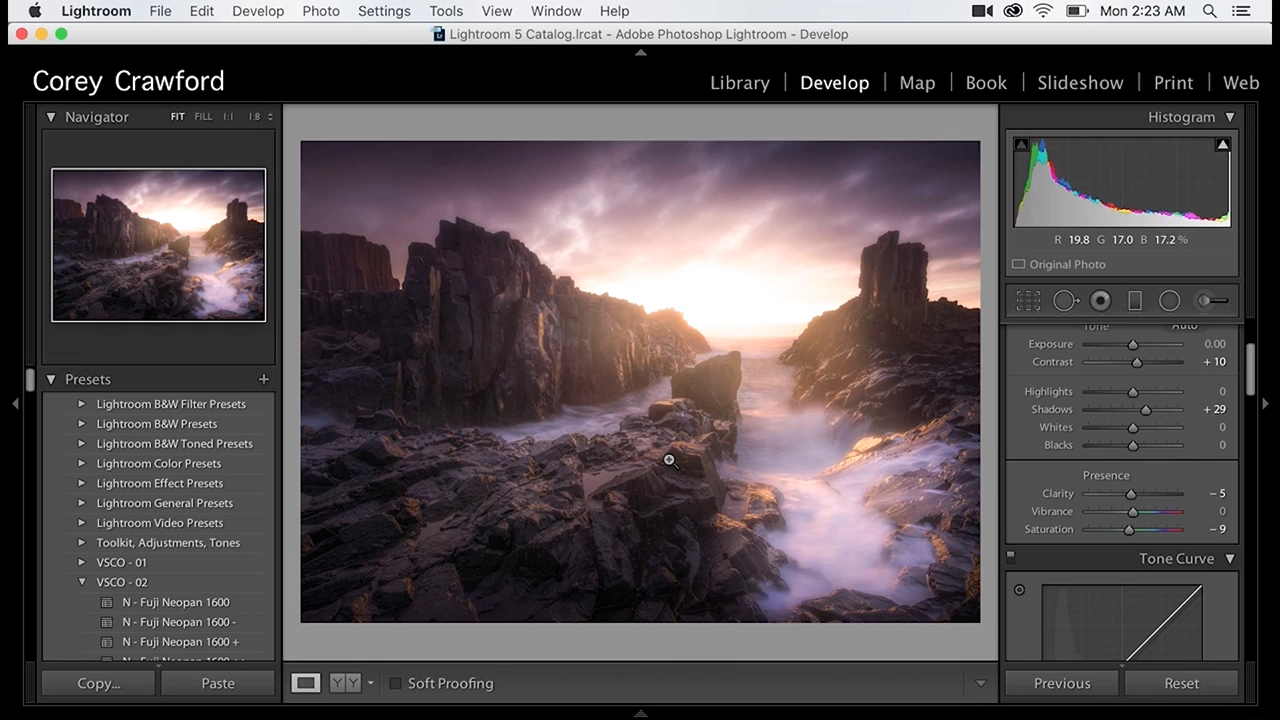 Lightroom File Edit Develop Photo Settings Tools View Window Help Mon 2:23 AM
Lightroom 5 Catalog.lrcat - Adobe Photoshop Lightroom - Develop
Corey Crawford
Library | Develop | Map | Book | Slideshow | Print | Web
Navigator FIT FILL 1:1 1:8
Presets +
Lightroom B&W Filter Presets
Lightroom B&W Presets
Lightroom B&W Toned Presets
Lightroom Color Presets
Lightroom Effect Presets
Lightroom General Presets
Lightroom Video Presets
Toolkit, Adjustments, Tones
VSCO - 01
VSCO - 02
N - Fuji Neopan 1600
N - Fuji Neopan 1600 -
N - Fuji Neopan 1600 +
Copy... Paste
YY Soft Proofing
Histogram
R 19.8 G 17.0 B 17.2 %
Original Photo
Tone Auto
Exposure 0.00
Contrast + 10
Highlights 0
Shadows + 29
Whites 0
Blacks 0
Presence
Clarity – 5
Vibrance 0
Saturation – 9
Tone Curve
Previous Reset